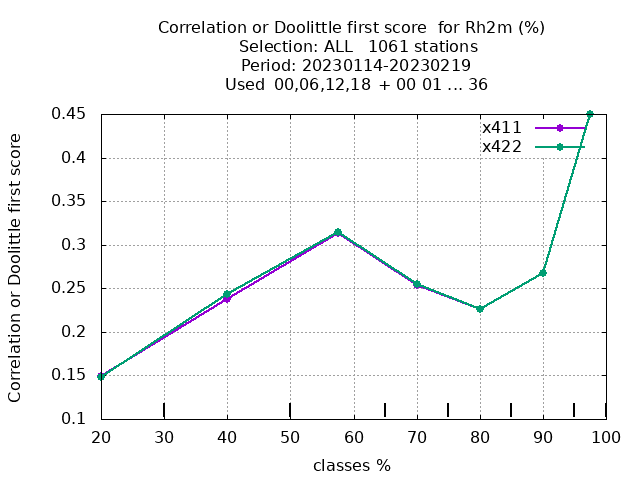 Correlation or Doolittle first score  for Rh2m (%)
Selection: ALL   1061 stations
Period: 20230114-20230219
Used  00,06,12,18  + 00 01 ... 36
x411
x422
Correlation or Doolittle first score
0.45
0.4
0.35
0.3
0.25
0.2
0.15
0.1
20 30 40 50 60 70 80 90 100
classes %